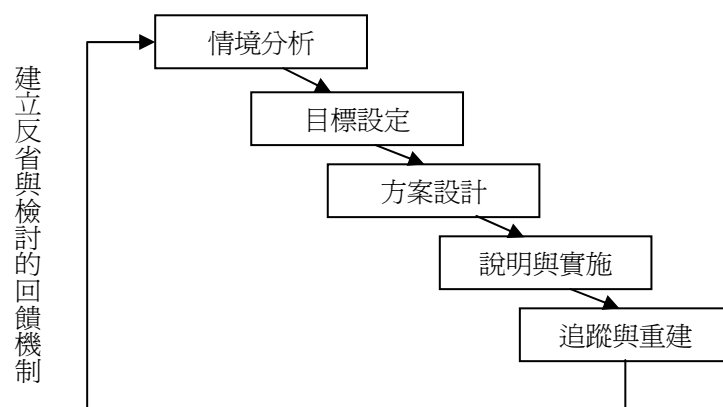 情境分析
目標設定
方案設計
說明與實施
追蹤與重建
建立反省與檢討的回饋機制